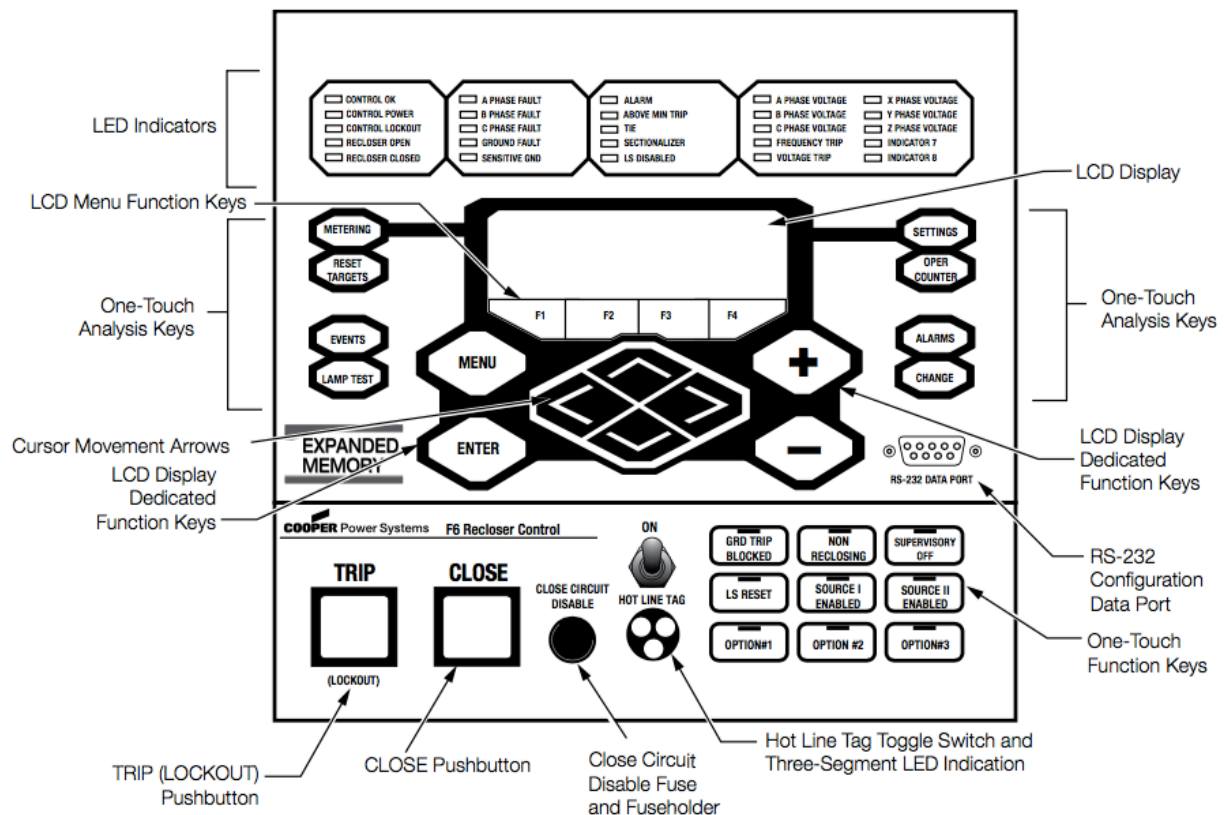 LED Indicators
CONTROL OK
CONTROL POWER
CONTROL LOCKOUT
RECLOSER OPEN
RECLOSER CLOSED
A PHASE FAULT
B PHASE FAULT
C PHASE FAULT
GROUND FAULT
SENSITIVE GND
ALARM
ABOVE MIN TRIP
TIE
SECTIONALIZER
LS DISABLED
A PHASE VOLTAGE
B PHASE VOLTAGE
C PHASE VOLTAGE
FREQUENCY TRIP
VOLTAGE TRIP
X PHASE VOLTAGE
Y PHASE VOLTAGE
Z PHASE VOLTAGE
INDICATOR 7
INDICATOR 8
LCD Menu Function Keys
LCD Display
METERING
RESET
TARGETS
EVENTS
LAMP TEST
One-Touch
Analysis Keys
F1 F2 F3 F4
MENU
ENTER
+
−
SETTINGS
OPER
COUNTER
ALARMS
CHANGE
One-Touch
Analysis Keys
Cursor Movement Arrows
LCD Display
Dedicated
Function Keys
EXPANDED
MEMORY
RS-232 DATA PORT
LCD Display
Dedicated
Function Keys
COOPER Power Systems F6 Recloser Control
TRIP
(LOCKOUT)
CLOSE
CLOSE CIRCUIT
DISABLE
ON
HOT LINE TAG
GRD TRIP
BLOCKED
NON
RECLOSING
SUPERVISORY
OFF
LS RESET
SOURCE I
ENABLED
SOURCE II
ENABLED
OPTION#1
OPTION #2
OPTION#3
RS-232
Configuration
Data Port
One-Touch
Function Keys
TRIP (LOCKOUT)
Pushbutton
CLOSE Pushbutton
Close Circuit
Disable Fuse
and Fuseholder
Hot Line Tag Toggle Switch and
Three-Segment LED Indication